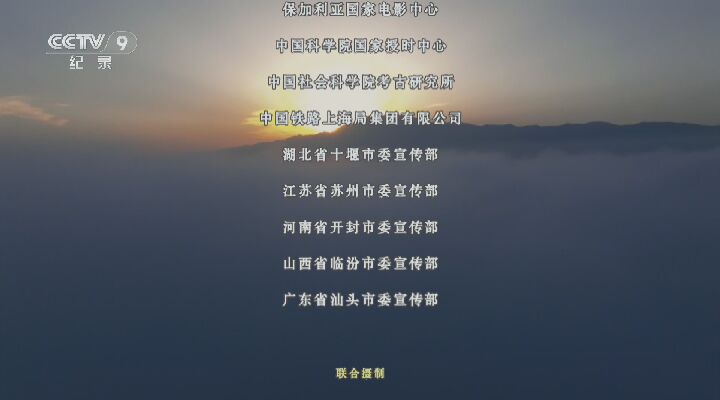 保加利亚国家电影中心
CCTV 9
纪录
中国科学院国家授时中心
中国社会科学院考古研究所
中国铁路上海局集团有限公司
湖北省十堰市委宣传部
江苏省苏州市委宣传部
河南省开封市委宣传部
山西省临汾市委宣传部
广东省汕头市委宣传部
联合摄制